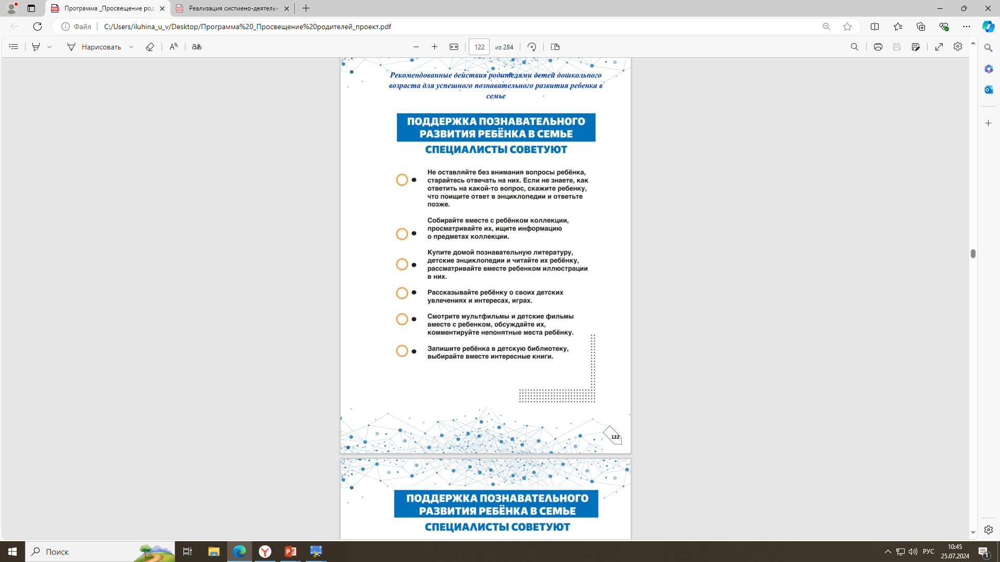 Программа _Просвещение род
Реализация систмено-деятельн
Файл
C:/Users/iluhina_u_v/Desktop/Программа%20_Просвещение%20родителей_проект.pdf
Нарисовать
аあ
122
из 284
Рекомендованные действия родителями детей дошкольного
возраста для успешного познавательного развития ребенка в
семье
ПОДДЕРЖКА ПОЗНАВАТЕЛЬНОГО
РАЗВИТИЯ РЕБЁНКА В СЕМЬЕ
СПЕЦИАЛИСТЫ СОВЕТУЮТ
Не оставляйте без внимания вопросы ребёнка,
старайтесь отвечать на них. Если не знаете, как
ответить на какой-то вопрос, скажите ребенку,
что поищите ответ в энциклопедии и ответьте
позже.
Собирайте вместе с ребёнком коллекции,
просматривайте их, ищите информацию
о предметах коллекции.
Купите домой познавательную литературу,
детские энциклопедии и читайте их ребёнку,
рассматривайте вместе ребенком иллюстрации
в них.
Рассказывайте ребёнку о своих детских
увлечениях и интересах, играх.
Смотрите мультфильмы и детские фильмы
вместе с ребенком, обсуждайте их,
комментируйте непонятные места ребёнку.
Запишите ребёнка в детскую библиотеку,
выбирайте вместе интересные книги.
122
ПОДДЕРЖКА ПОЗНАВАТЕЛЬНОГО
РАЗВИТИЯ РЕБЁНКА В СЕМЬЕ
СПЕЦИАЛИСТЫ СОВЕТУЮТ
Поиск
РУС
10:45
25.07.2024
1